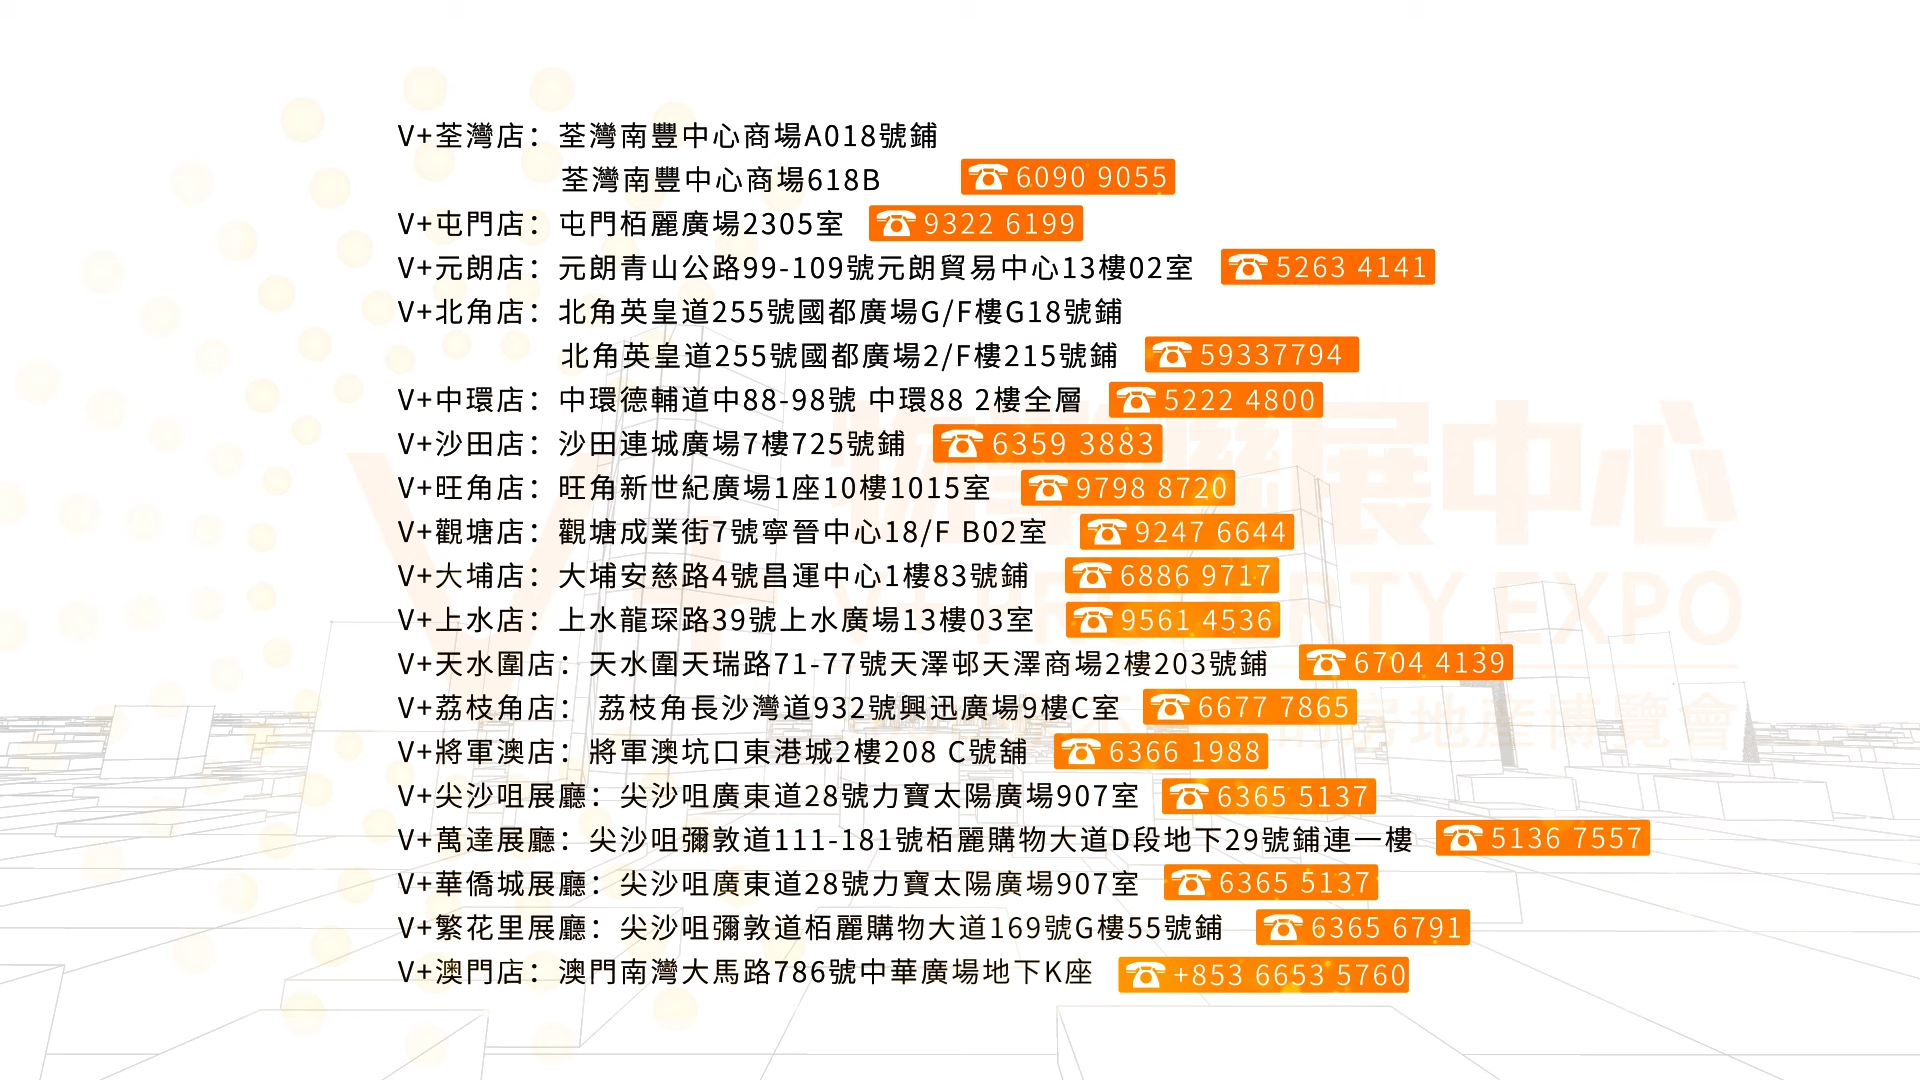 V+荃灣店：荃灣南豐中心商場A018號鋪
荃灣南豐中心商場618B ☎ 6090 9055
V+屯門店：屯門栢麗廣場2305室 ☎ 9322 6199
V+元朗店：元朗青山公路99-109號元朗貿易中心13樓02室 ☎ 5263 4141
V+北角店：北角英皇道255號國都廣場G/F樓G18號鋪
北角英皇道255號國都廣場2/F樓215號鋪 ☎ 59337794
V+中環店：中環德輔道中88-98號 中環88 2樓全層 ☎ 5222 4800
V+沙田店：沙田連城廣場7樓725號鋪 ☎ 6359 3883
V+旺角店：旺角新世紀廣場1座10樓1015室 ☎ 9798 8720
V+觀塘店：觀塘成業街7號寧晉中心18/F B02室 ☎ 9247 6644
V+大埔店：大埔安慈路4號昌運中心1樓83號鋪 ☎ 6886 9717
V+上水店：上水龍琛路39號上水廣場13樓03室 ☎ 9561 4536
V+天水圍店：天水圍天瑞路71-77號天澤邨天澤商場2樓203號鋪 ☎ 6704 4139
V+荔枝角店： 荔枝角長沙灣道932號興迅廣場9樓C室 ☎ 6677 7865
V+將軍澳店：將軍澳坑口東港城2樓208 C號舖 ☎ 6366 1988
V+尖沙咀展廳：尖沙咀廣東道28號力寶太陽廣場907室 ☎ 6365 5137
V+萬達展廳：尖沙咀彌敦道111-181號栢麗購物大道D段地下29號鋪連一樓 ☎ 5136 7557
V+華僑城展廳：尖沙咀廣東道28號力寶太陽廣場907室 ☎ 6365 5137
V+繁花里展廳：尖沙咀彌敦道栢麗購物大道169號G樓55號鋪 ☎ 6365 6791
V+澳門店：澳門南灣大馬路786號中華廣場地下K座 ☎ +853 6653 5760